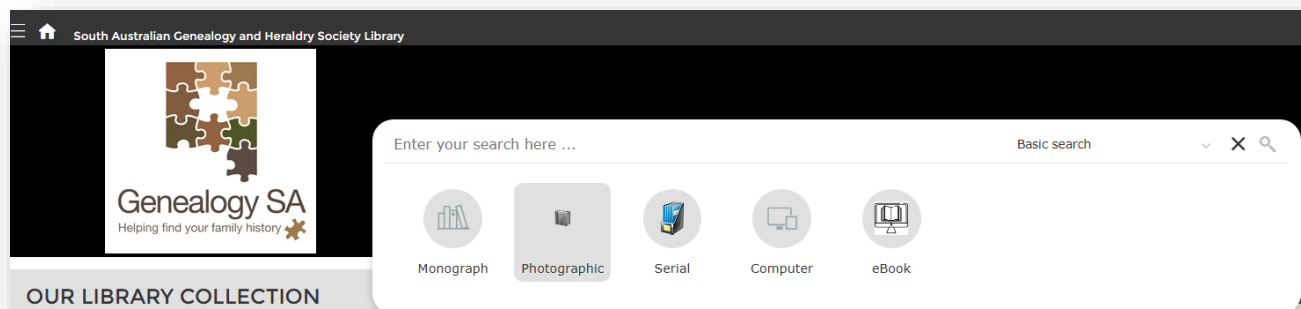 South Australian Genealogy and Heraldry Society Library
Genealogy SA
Helping find your family history
Enter your search here ...
Basic search
Monograph
Photographic
Serial
Computer
eBook
OUR LIBRARY COLLECTION